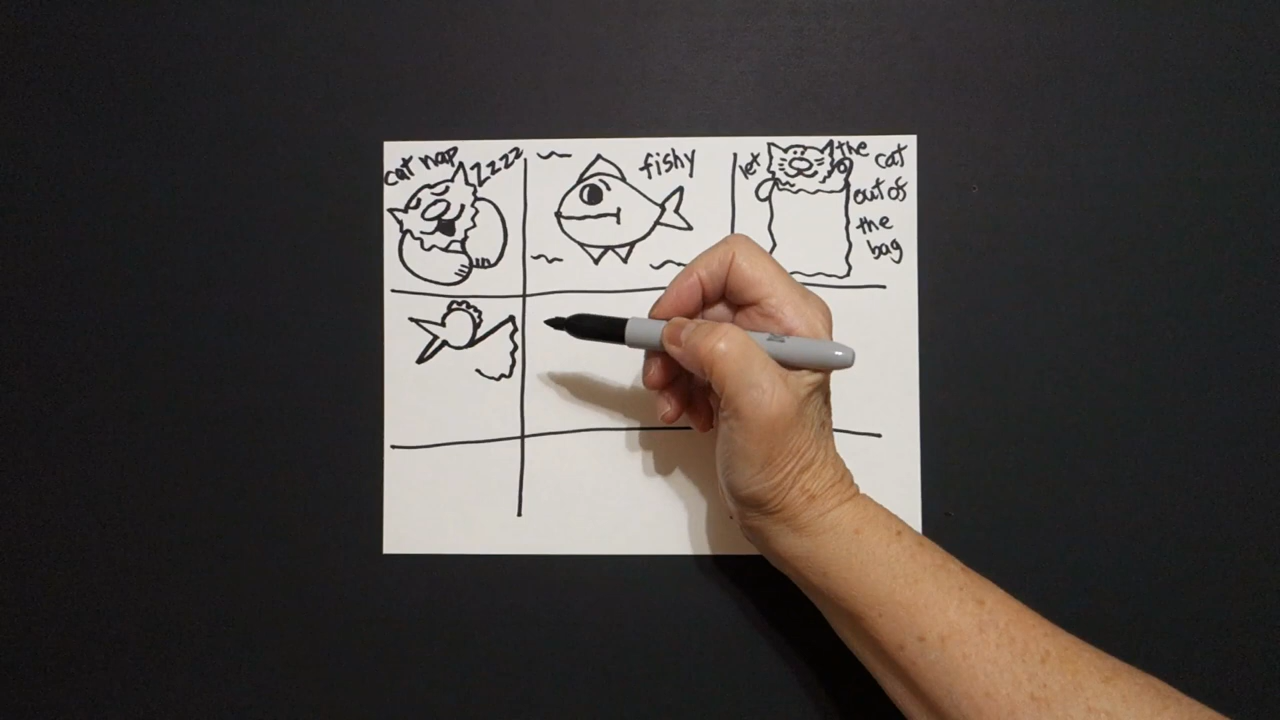 cat nap
zzzz
fishy
let the cat
out of
the
bag